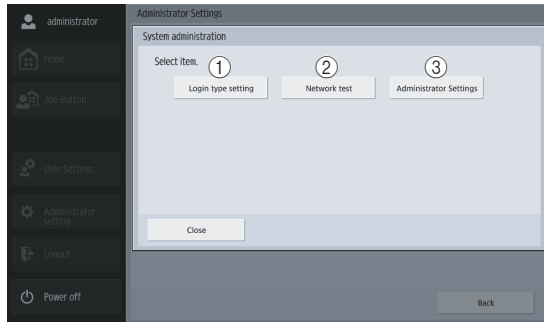 administrator
Home
Job Button
User Settings
Administrator
setting
Logout
Power off
Administrator Settings
System administration
Select item.
1 2 3
Login type setting Network test Administrator Settings
Close
Back